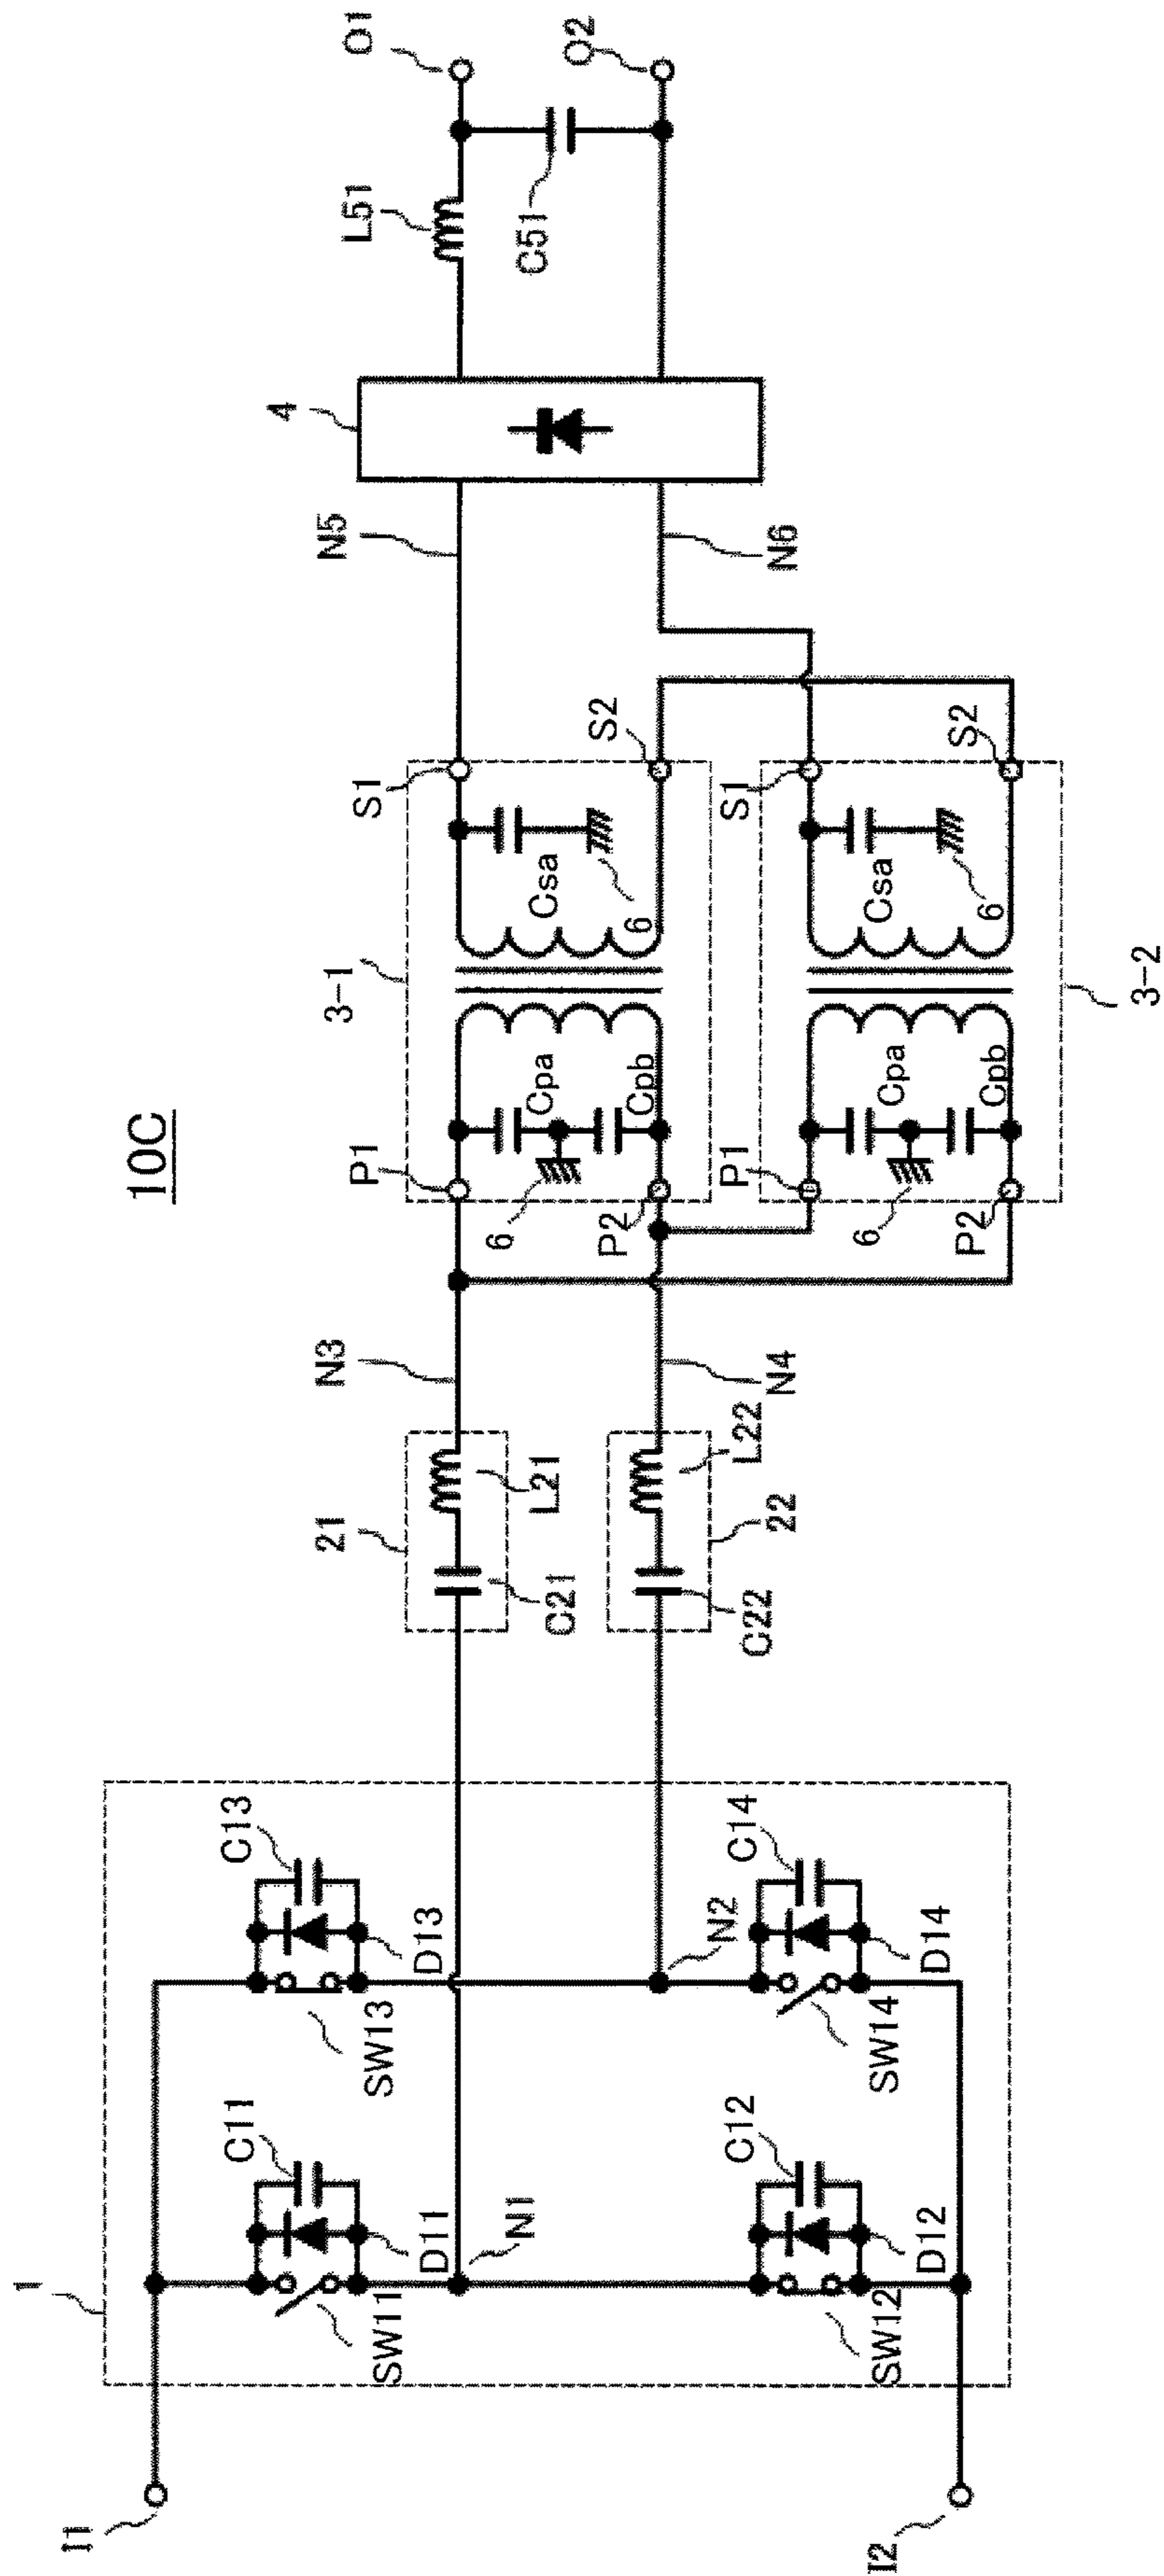 10C
1
I1
I2
C11
D11
SW11
N1
C12
D12
SW12
C13
D13
SW13
N2
C14
D14
SW14
21
C21
L21
22
C22
L22
N3
N4
3-1
P1
P2
Cpa
Cpb
6
Csa
6
S1
S2
3-2
P1
P2
Cpa
Cpb
6
Csa
6
S1
S2
N5
N6
4
L51
C51
O1
O2